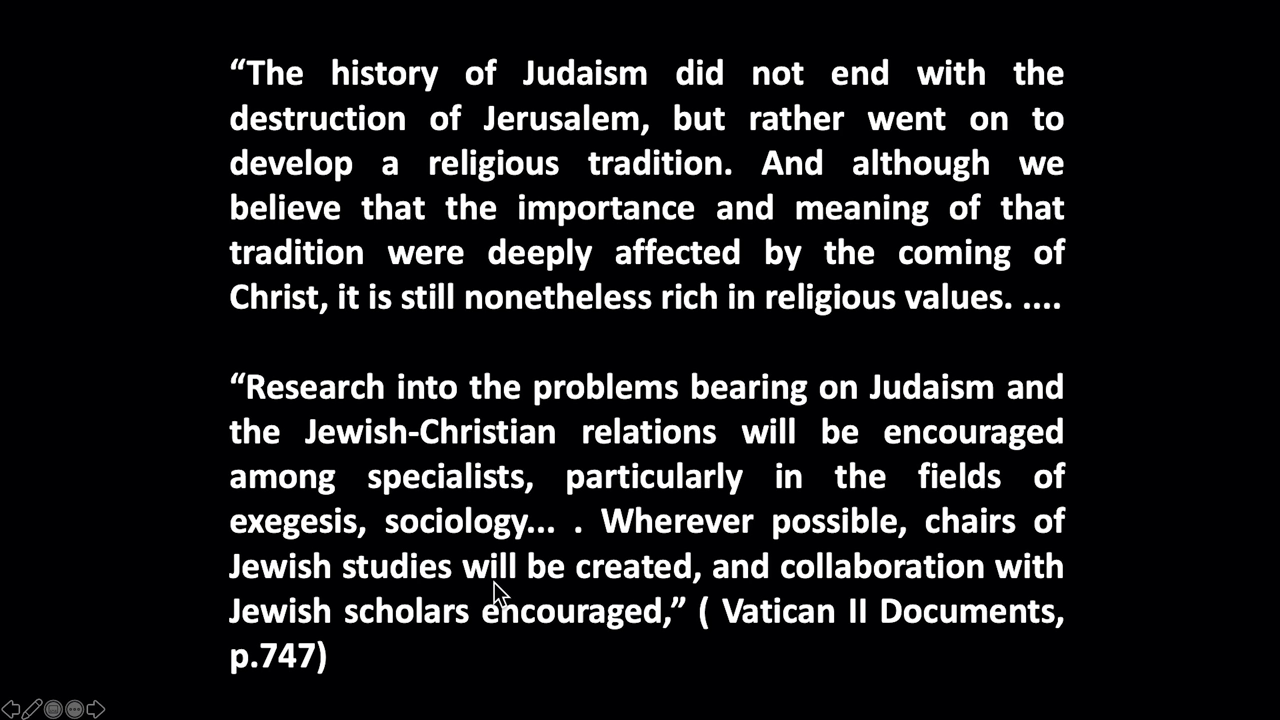 “The history of Judaism did not end with the
destruction of Jerusalem, but rather went on to
develop a religious tradition. And although we
believe that the importance and meaning of that
tradition were deeply affected by the coming of
Christ, it is still nonetheless rich in religious values. ....
“Research into the problems bearing on Judaism and
the Jewish-Christian relations will be encouraged
among specialists, particularly in the fields of
exegesis, sociology... . Wherever possible, chairs of
Jewish studies will be created, and collaboration with
Jewish scholars encouraged,” ( Vatican II Documents,
p.747)